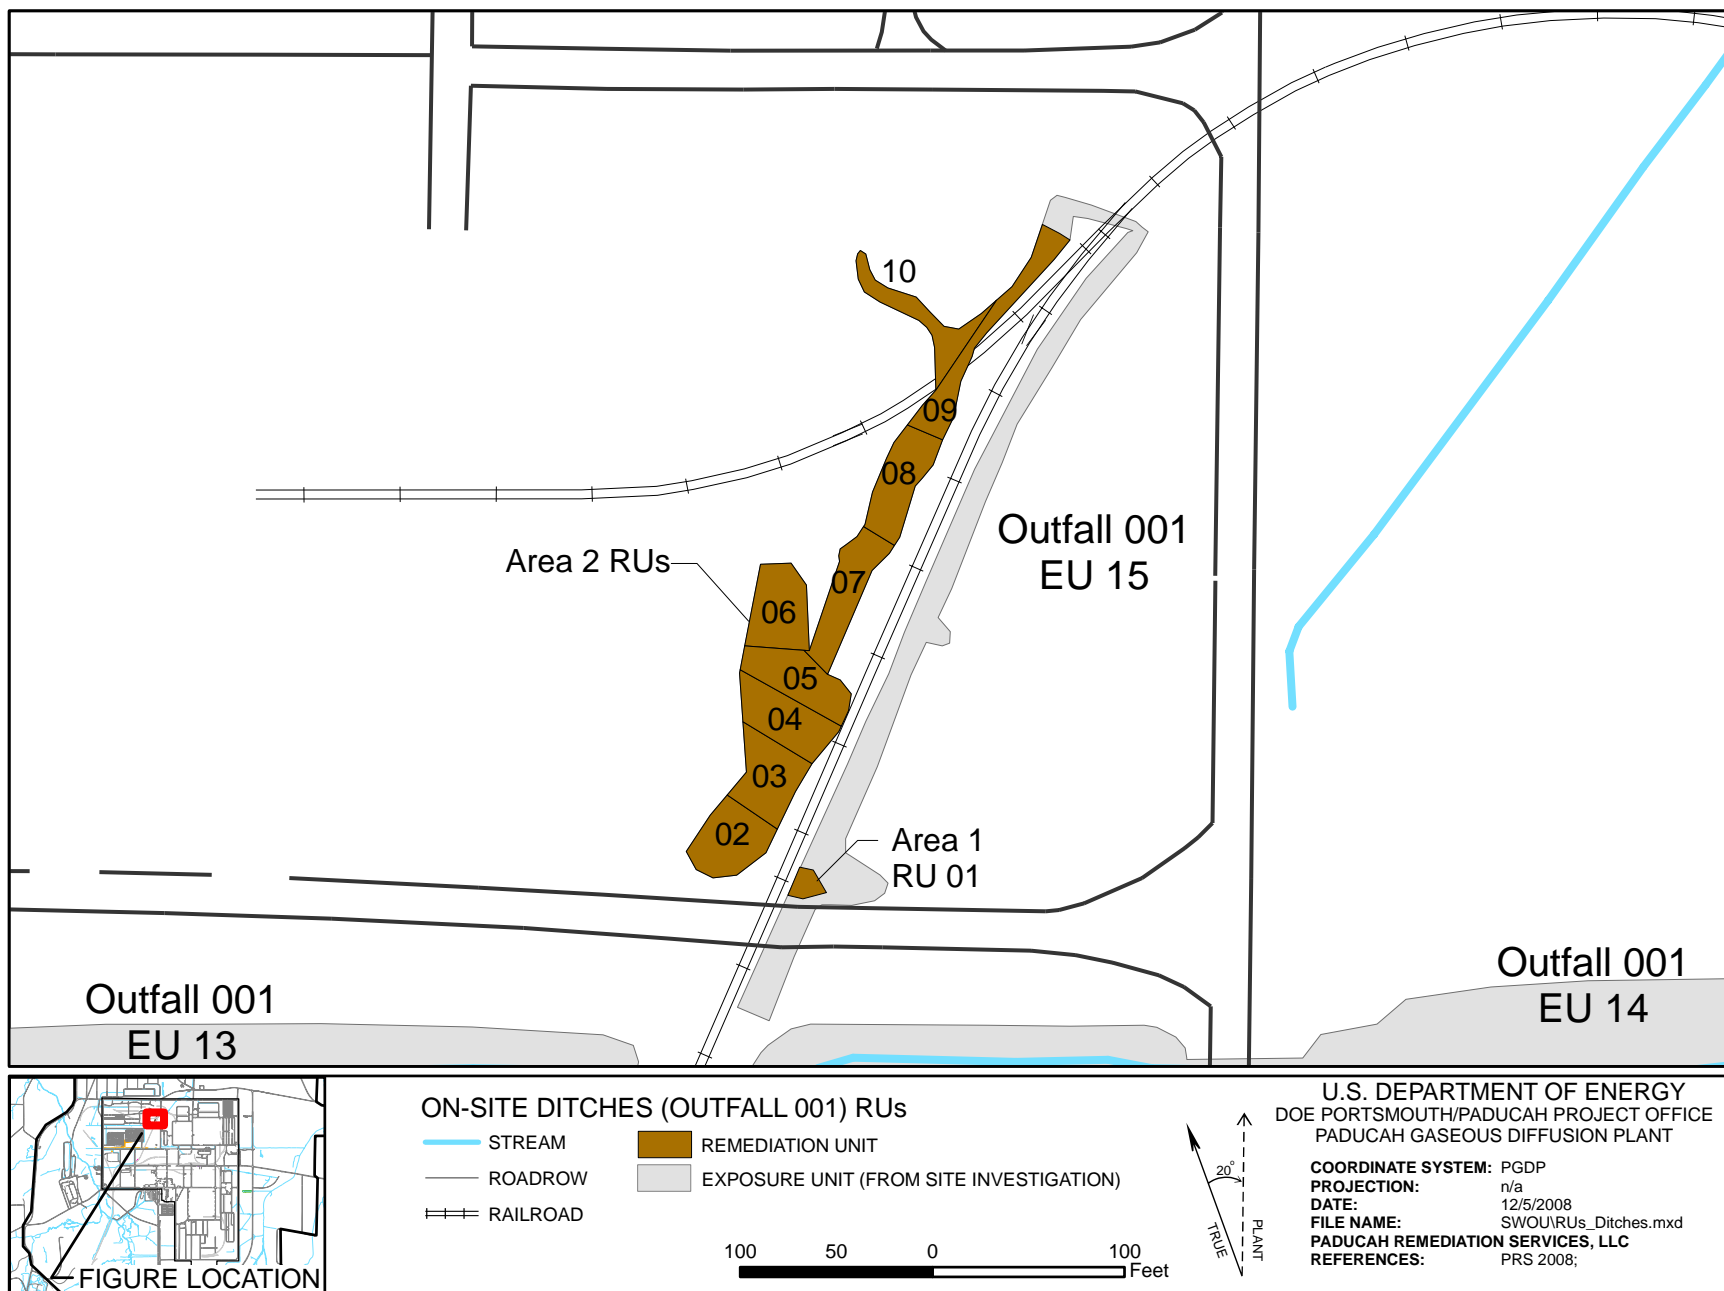 10
09
08
Outfall 001
EU 15
Area 2 RUs
07
06
05
04
03
02
Area 1
RU 01
Outfall 001
EU 13
Outfall 001
EU 14
FIGURE LOCATION
ON-SITE DITCHES (OUTFALL 001) RUs
STREAM
ROADROW
RAILROAD
REMEDIATION UNIT
EXPOSURE UNIT (FROM SITE INVESTIGATION)
100 50 0 100
Feet
20°
TRUE
PLANT
U.S. DEPARTMENT OF ENERGY
DOE PORTSMOUTH/PADUCAH PROJECT OFFICE
PADUCAH GASEOUS DIFFUSION PLANT
COORDINATE SYSTEM: PGDP
PROJECTION: n/a
DATE: 12/5/2008
FILE NAME: SWOU\RUs_Ditches.mxd
PADUCAH REMEDIATION SERVICES, LLC
REFERENCES: PRS 2008;